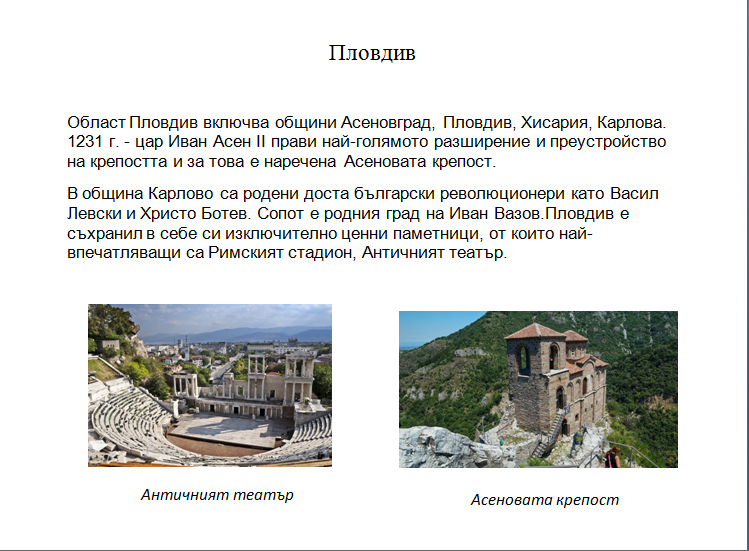 Пловдив
Област Пловдив включва общини Асеновград, Пловдив, Хисария, Карлова.
1231 г. - цар Иван Асен II прави най-голямото разширение и преустройство
на крепостта и за това е наречена Асеновата крепост.
В община Карлово са родени доста български революционери като Васил
Левски и Христо Ботев. Сопот е родния град на Иван Вазов.Пловдив е
съхранил в себе си изключително ценни паметници, от които най-
впечатляващи са Римският стадион, Античният театър.
Античният театър
Асеновата крепост